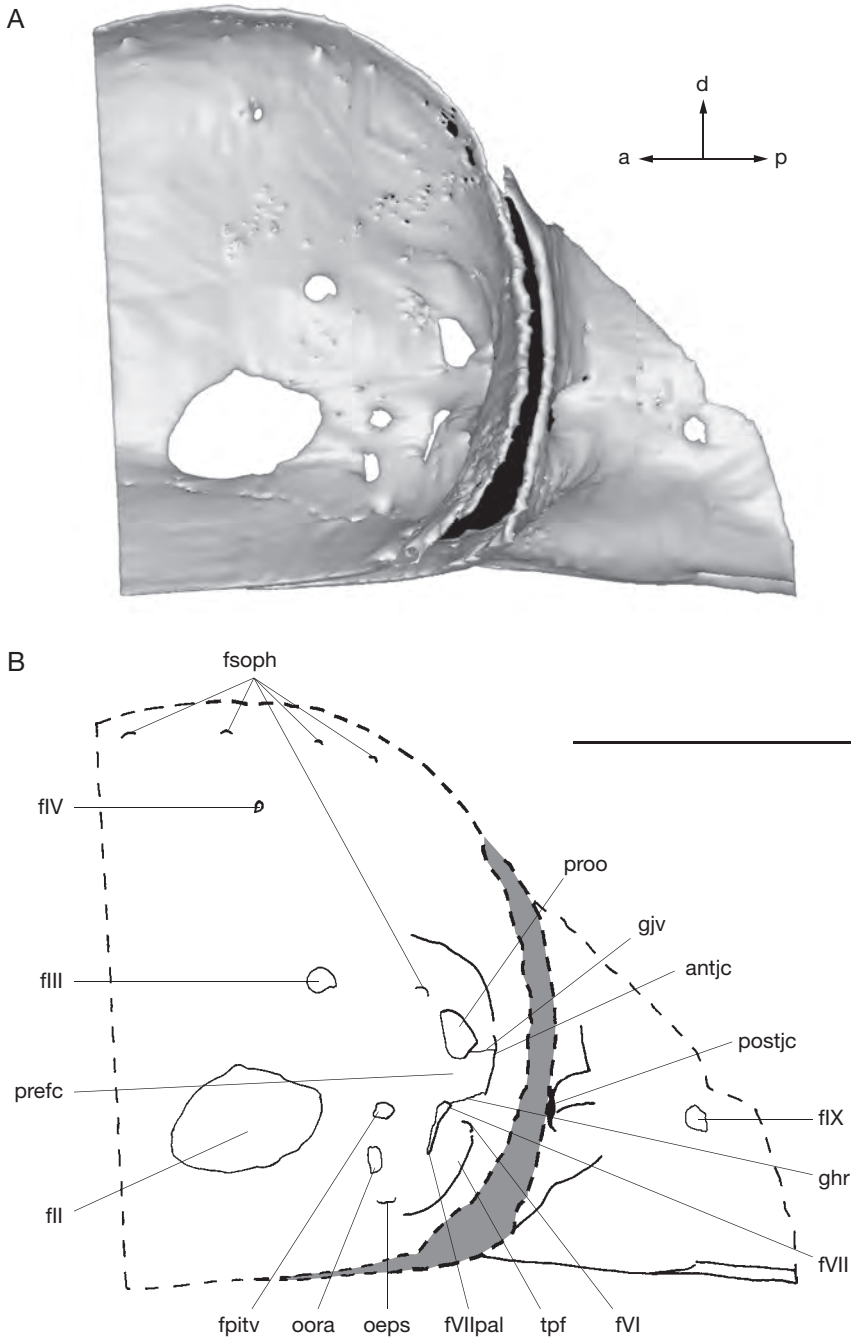 A
d
a
p
B
fsoph
fIV
proo
gjv
fIII
antjc
postjc
prefc
fIX
ghr
fII
fVII
fpitv
oora
oeps
fVIIpal
tpf
fVI